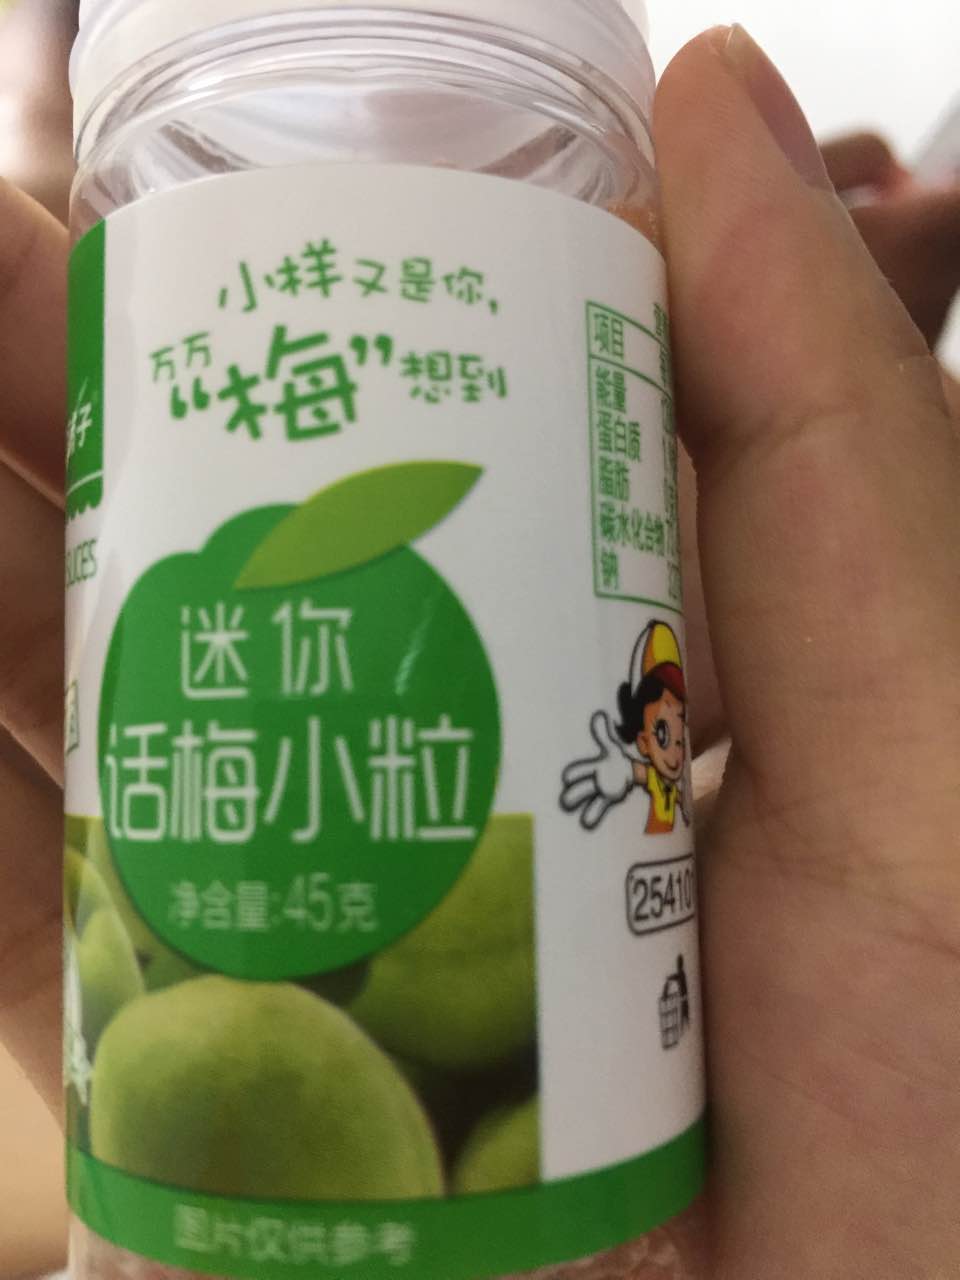 小样又是你,
万万“梅”想到
迷你
话梅小粒
净含量:45克
图片仅供参考
SLICES
项目
能量
蛋白质
脂肪
碳水化合物
钠
254101